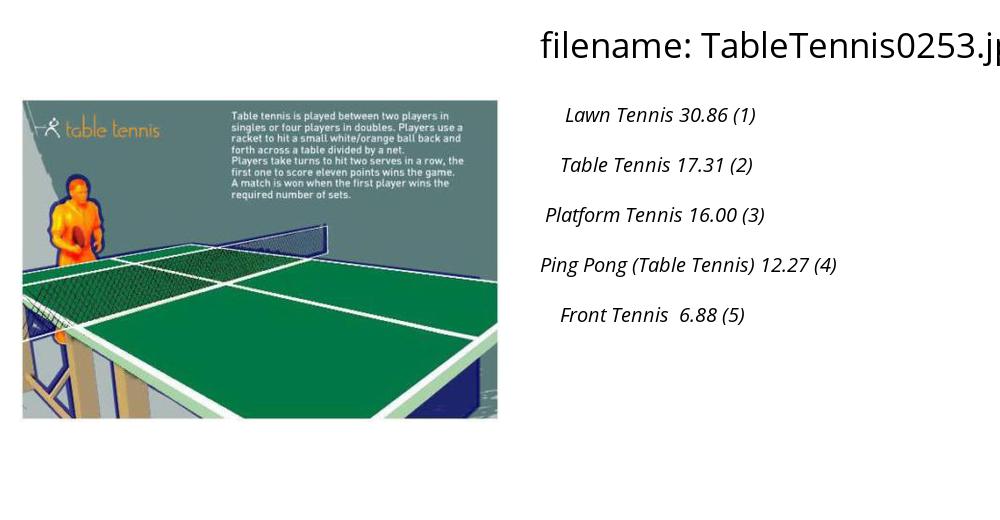 filename: TableTennis0253.jp
table tennis
Table tennis is played between two players in
singles or four players in doubles. Players use a
racket to hit a small white/orange ball back and
forth across a table divided by a net.
Players take turns to hit two serves in a row, the
first one to score eleven points wins the game.
A match is won when the first player wins the
required number of sets.
Lawn Tennis 30.86 (1)
Table Tennis 17.31 (2)
Platform Tennis 16.00 (3)
Ping Pong (Table Tennis) 12.27 (4)
Front Tennis 6.88 (5)